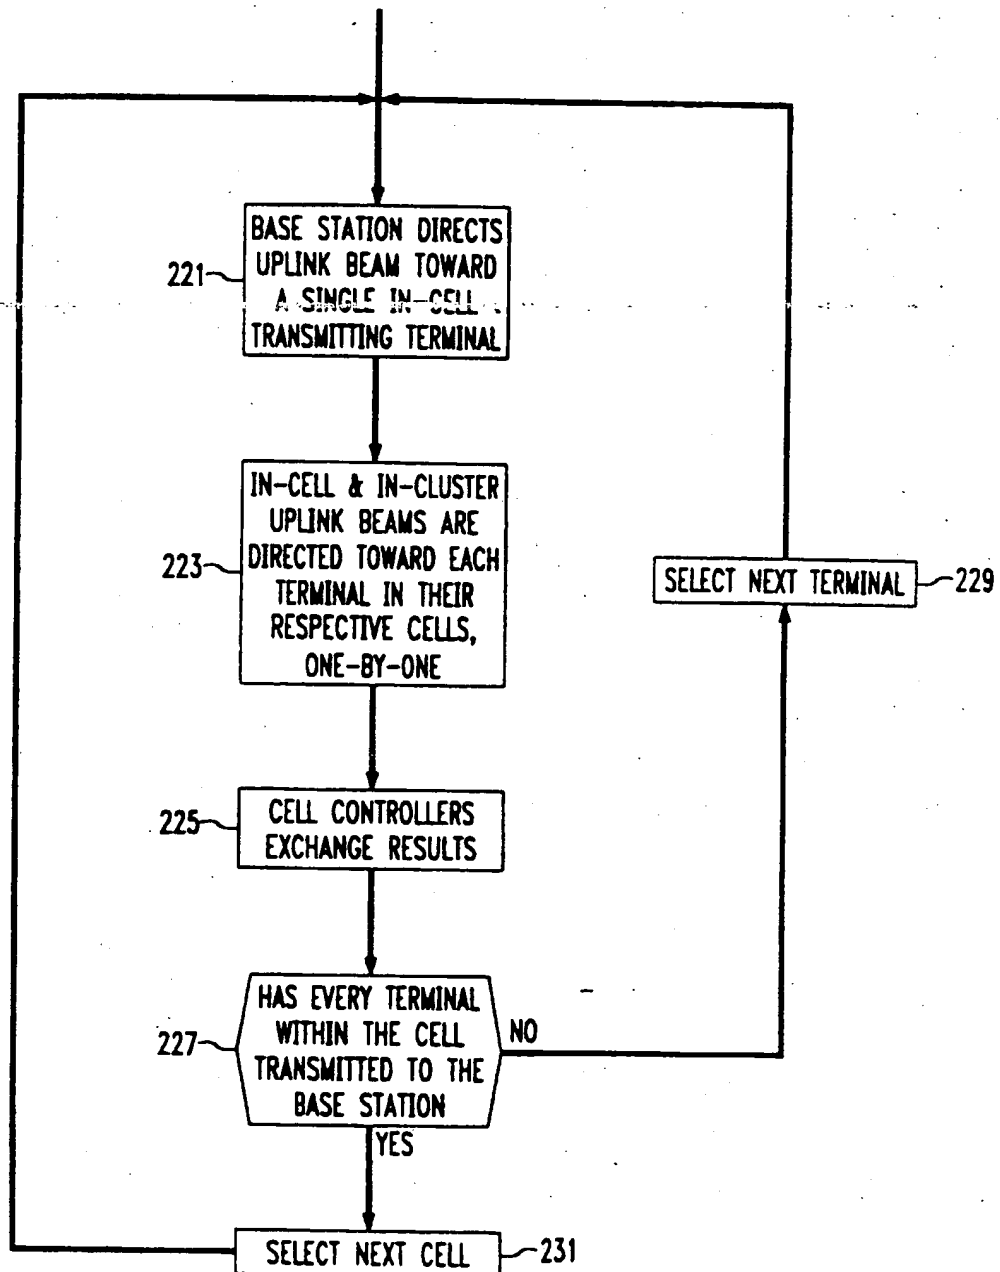 BASE STATION DIRECTS
UPLINK BEAM TOWARD
A SINGLE IN-CELL
TRANSMITTING TERMINAL
221
IN-CELL & IN-CLUSTER
UPLINK BEAMS ARE
DIRECTED TOWARD EACH
TERMINAL IN THEIR
RESPECTIVE CELLS,
ONE-BY-ONE
223
SELECT NEXT TERMINAL
229
CELL CONTROLLERS
EXCHANGE RESULTS
225
HAS EVERY TERMINAL
WITHIN THE CELL
TRANSMITTED TO THE
BASE STATION
227
NO
YES
SELECT NEXT CELL
231